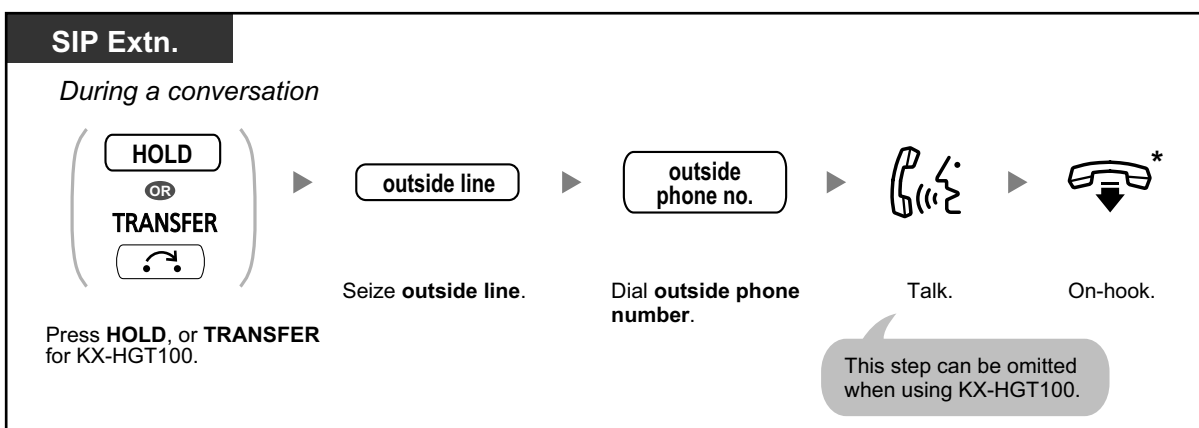 SIP Extn.
During a conversation
HOLD
OR
TRANSFER
outside line
outside
phone no.
*
Press HOLD, or TRANSFER
for KX-HGT100.
Seize outside line.
Dial outside phone
number.
Talk.
On-hook.
This step can be omitted
when using KX-HGT100.